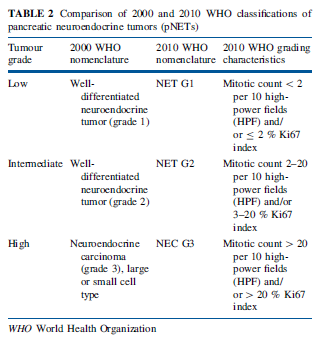 TABLE 2 Comparison of 2000 and 2010 WHO classifications of
pancreatic neuroendocrine tumors (pNETs)
Tumour grade 2000 WHO nomenclature 2010 WHO nomenclature 2010 WHO grading characteristics
Low Well- NET G1 Mitotic count < 2
differentiated per 10 high-
neuroendocrine power fields
tumor (grade 1) (HPF) and/
or ≤ 2 % Ki67
index
Intermediate Well- NET G2 Mitotic count 2–20
differentiated per 10 high-
neuroendocrine power fields
tumor (grade 2) (HPF) and/or
3–20 % Ki67
index
High Neuroendocrine NEC G3 Mitotic count > 20
carcinoma per 10 high-
(grade 3), large power fields
or small cell (HPF) and/
type or > 20 % Ki67
index
WHO World Health Organization